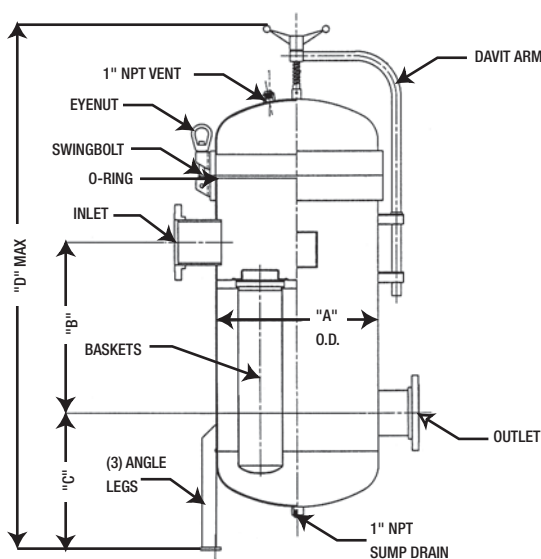 1" NPT VENT
DAVIT ARM
EYENUT
SWINGBOLT
O-RING
INLET
"D" MAX
"B"
"A"
O.D.
BASKETS
OUTLET
"C"
(3) ANGLE
LEGS
1" NPT
SUMP DRAIN